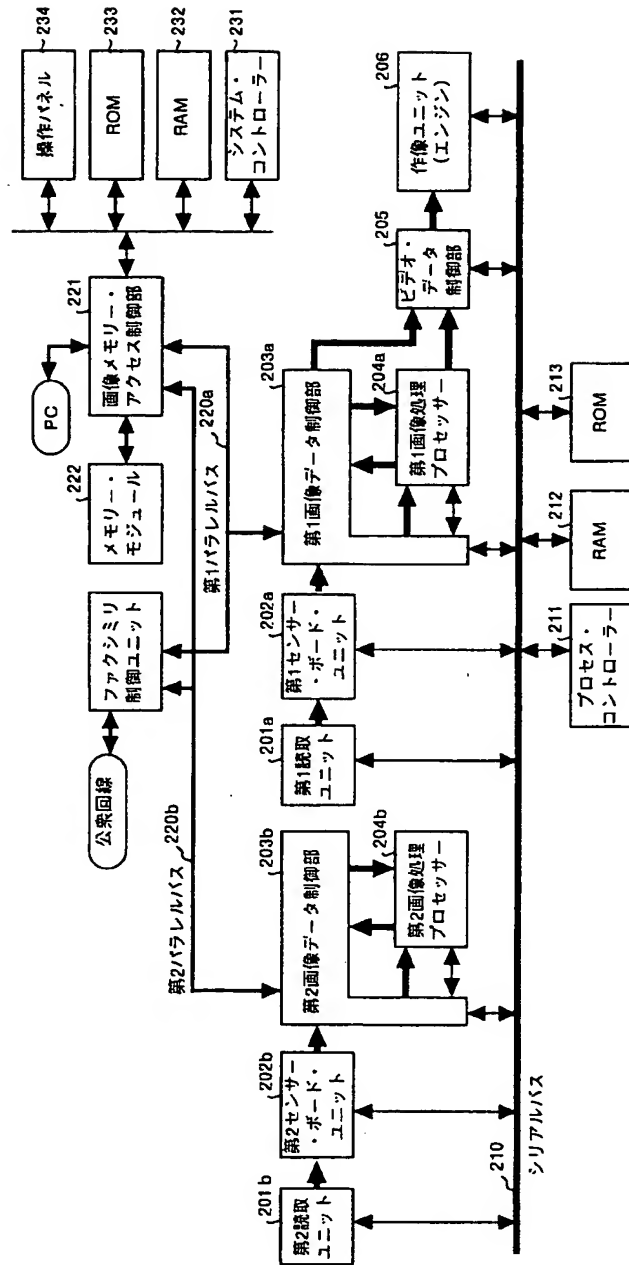 操作パネル
234
ROM
233
RAM
232
システム・
コントローラー
231
221
画像メモリー・
アクセス制御部
PC
222
メモリー・
モジュール
ファクシミリ
制御ユニット
公衆回線
第1パラレルバス
220a
第2パラレルバス
220b
206
作像ユニット
(エンジン)
205
ビデオ・
データ
制御部
203a
第1画像データ制御部
204a
第1画像処理
プロセッサー
202a
第1センサー
・ボード・
ユニット
201a
第1読取
ユニット
203b
第2画像データ制御部
204b
第2画像処理
プロセッサー
202b
第2センサー
・ボード・
ユニット
201b
第2読取
ユニット
210
シリアルバス
211
プロセス・
コントローラー
212
RAM
213
ROM